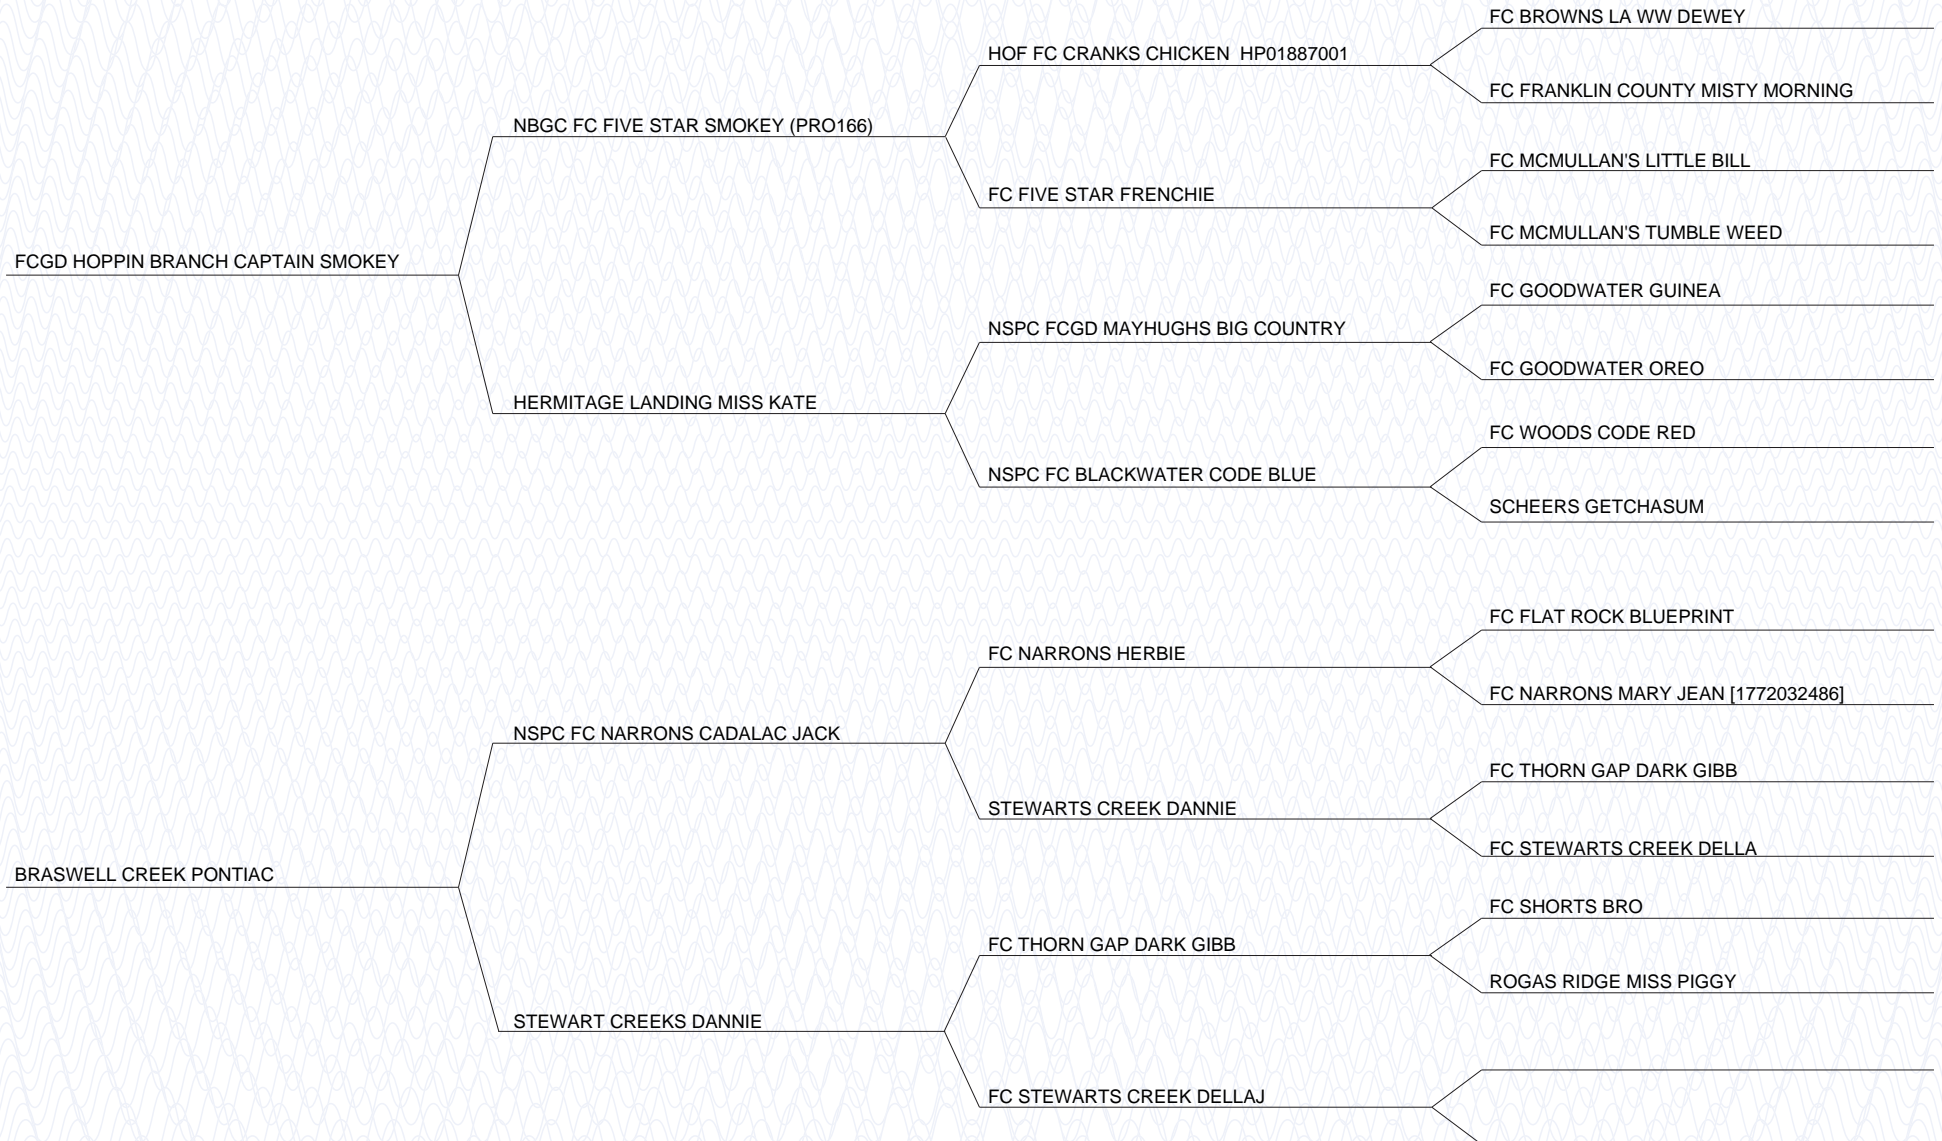 FC BROWNS LA WW DEWEY
HOF FC CRANKS CHICKEN  HP01887001
FC FRANKLIN COUNTY MISTY MORNING
NBGC FC FIVE STAR SMOKEY (PRO166)
FC MCMULLAN'S LITTLE BILL
FC FIVE STAR FRENCHIE
FC MCMULLAN'S TUMBLE WEED
FCGD HOPPIN BRANCH CAPTAIN SMOKEY
FC GOODWATER GUINEA
NSPC FCGD MAYHUGHS BIG COUNTRY
FC GOODWATER OREO
HERMITAGE LANDING MISS KATE
FC WOODS CODE RED
NSPC FC BLACKWATER CODE BLUE
SCHEERS GETCHASUM
FC FLAT ROCK BLUEPRINT
FC NARRONS HERBIE
FC NARRONS MARY JEAN [1772032486]
NSPC FC NARRONS CADALAC JACK
FC THORN GAP DARK GIBB
STEWARTS CREEK DANNIE
FC STEWARTS CREEK DELLA
BRASWELL CREEK PONTIAC
FC SHORTS BRO
FC THORN GAP DARK GIBB
ROGAS RIDGE MISS PIGGY
STEWART CREEKS DANNIE
FC STEWARTS CREEK DELLAJ